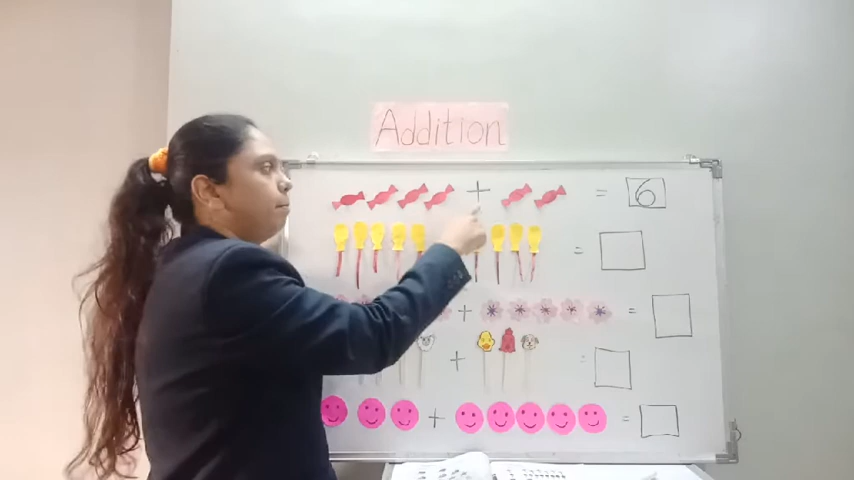 Addition
+ = 6
=
+ =
+ =
+ =